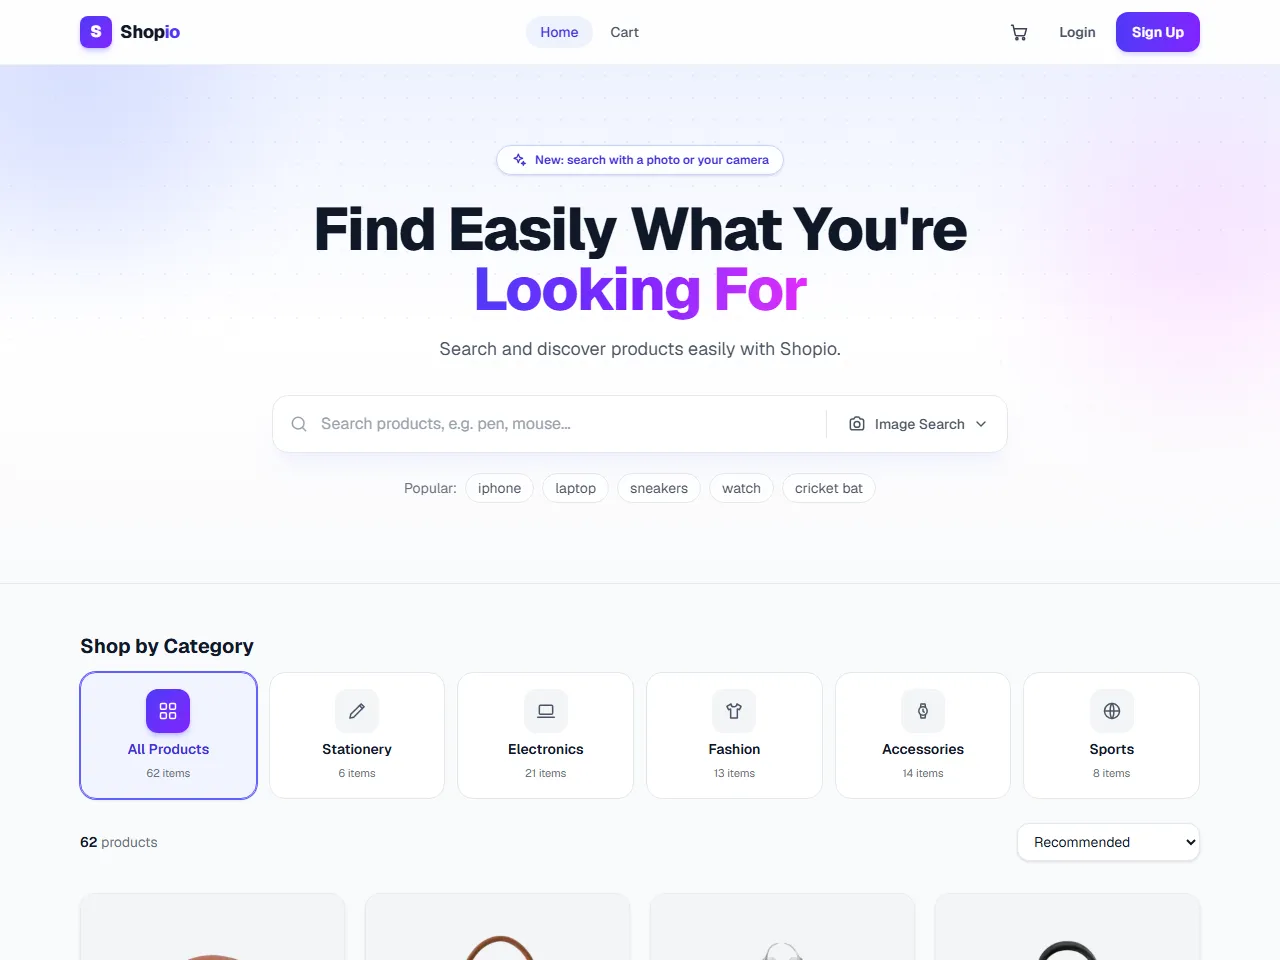 S Shopio
Home Cart
Login Sign Up
New: search with a photo or your camera
Find Easily What You're
Looking For
Search and discover products easily with Shopio.
Search products, e.g. pen, mouse... Image Search
Popular: iphone laptop sneakers watch cricket bat
Shop by Category
All Products Stationery Electronics Fashion Accessories Sports
62 items 6 items 21 items 13 items 14 items 8 items
62 products Recommended